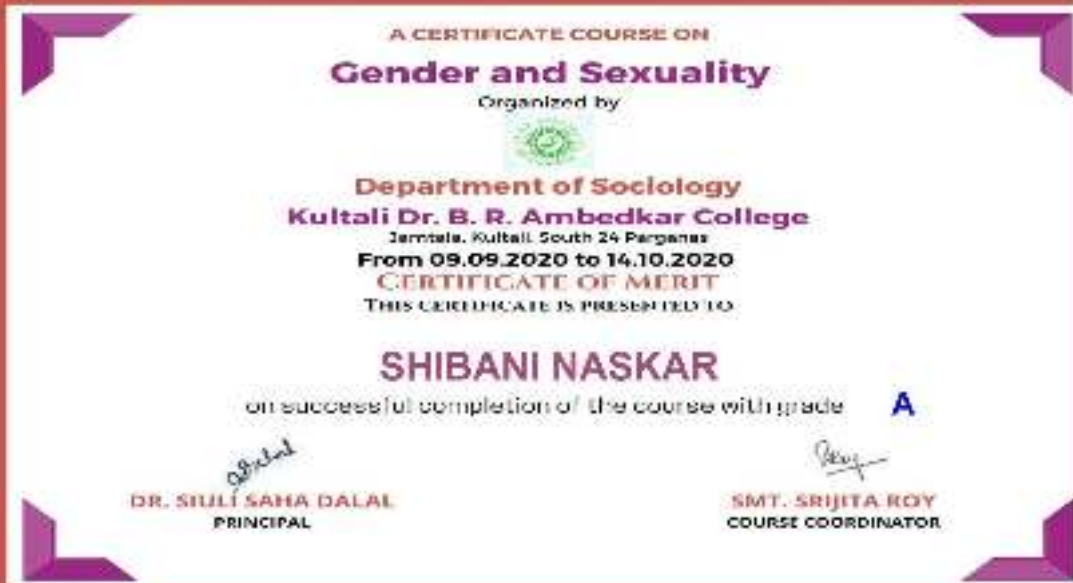 A CERTIFICATE COURSE ON
Gender and Sexuality
Organized by
Department of Sociology
Kultali Dr. B. R. Ambedkar College
Jamtala, Kultali, South 24 Parganas
From 09.09.2020 to 14.10.2020
CERTIFICATE OF MERIT
THIS CERTIFICATE IS PRESENTED TO
SHIBANI NASKAR
on successful completion of the course with grade A
DR. SIULI SAHA DALAL
PRINCIPAL
SMT. SRIJITA ROY
COURSE COORDINATOR